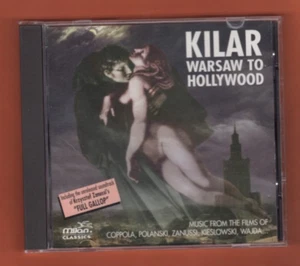 KILAR
WARSAW TO
HOLLYWOOD
Including the unreleased soundtrack
of Krzysztof Zanussi's
"FULL GALLOP"
milan
CLASSICS
MUSIC FROM THE FILMS OF
COPPOLA, POLANSKI, ZANUSSI, KIESLOWSKI, WAJDA.